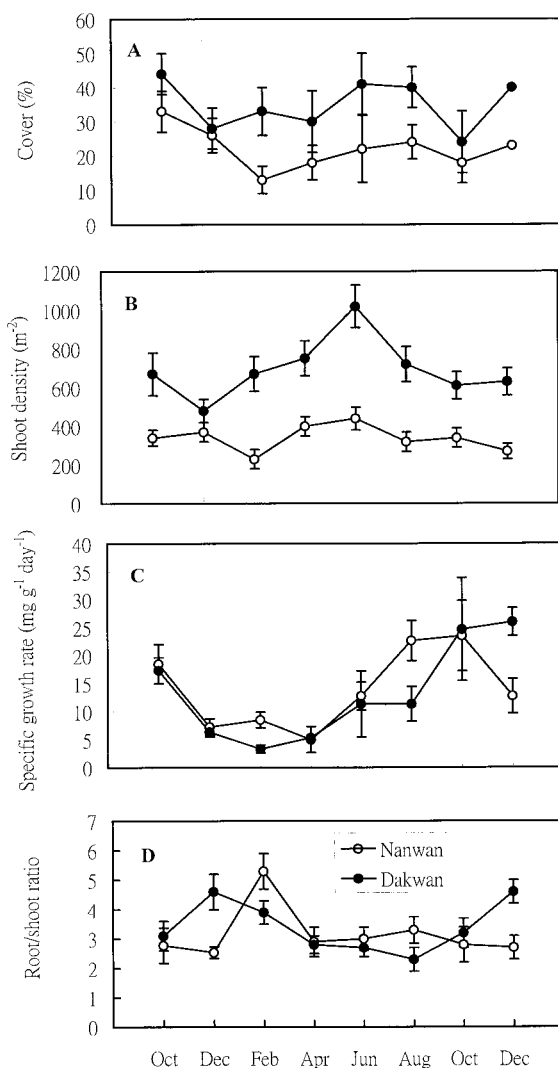 60
A
50
40
30
20
10
0
Cover (%)
1200
B
1000
800
600
400
200
0
Shoot density (m⁻²)
40
C
35
30
25
20
15
10
5
0
Specific growth rate (mg g⁻¹ day⁻¹)
7
D
6
5
4
3
2
1
0
Root/shoot ratio
Nanwan
Dakwan
Oct Dec Feb Apr Jun Aug Oct Dec